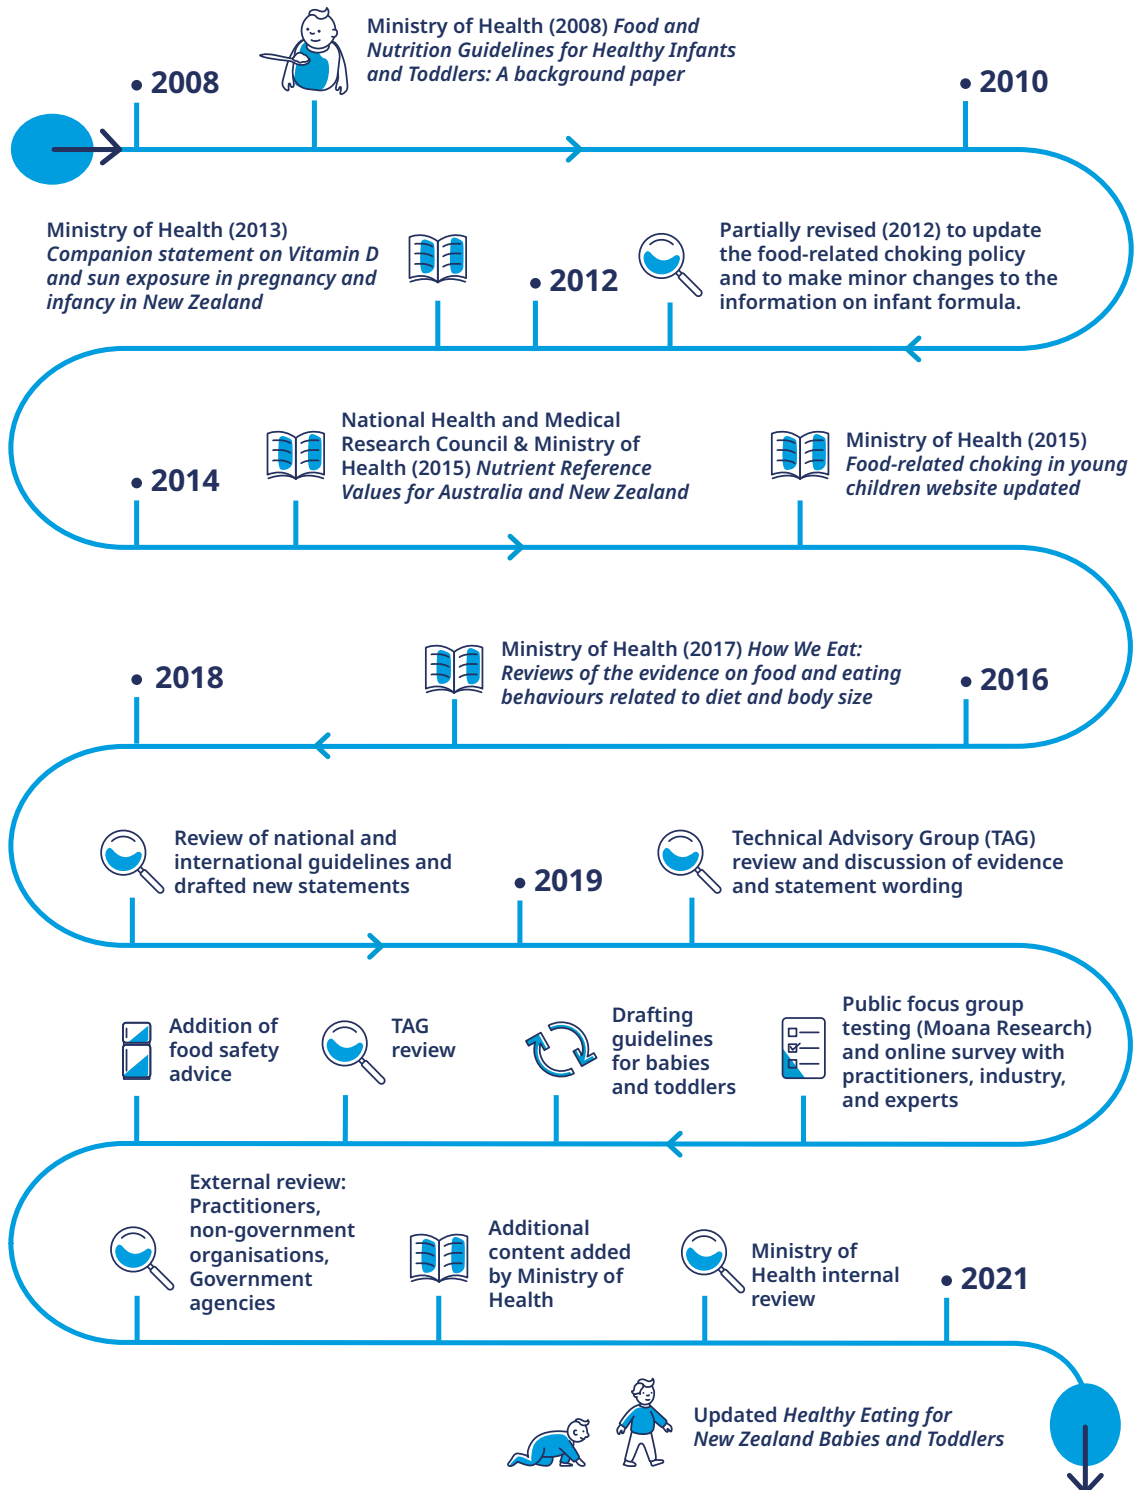 2008
Ministry of Health (2008) Food and
Nutrition Guidelines for Healthy Infants
and Toddlers: A background paper
2010
Partially revised (2012) to update
the food-related choking policy
and to make minor changes to the
information on infant formula.
2012
Ministry of Health (2013)
Companion statement on Vitamin D
and sun exposure in pregnancy and
infancy in New Zealand
2014
National Health and Medical
Research Council & Ministry of
Health (2015) Nutrient Reference
Values for Australia and New Zealand
Ministry of Health (2015)
Food-related choking in young
children website updated
2016
Ministry of Health (2017) How We Eat:
Reviews of the evidence on food and eating
behaviours related to diet and body size
2018
Review of national and
international guidelines and
drafted new statements
2019
Technical Advisory Group (TAG)
review and discussion of evidence
and statement wording
Public focus group
testing (Moana Research)
and online survey with
practitioners, industry,
and experts
Drafting
guidelines
for babies
and toddlers
TAG
review
Addition of
food safety
advice
External review:
Practitioners,
non-government
organisations,
Government
agencies
Additional
content added
by Ministry of
Health
Ministry of
Health internal
review
2021
Updated Healthy Eating for
New Zealand Babies and Toddlers